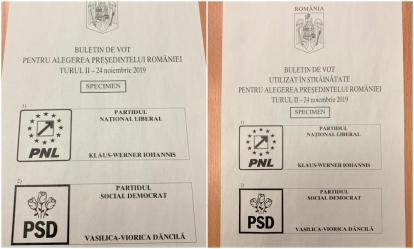 BULETIN DE VOT
PENTRU ALEGEREA PREȘEDINTELUI ROMÂNIEI
TURUL II – 24 noiembrie 2019
SPECIMEN
1)
PARTIDUL
NAȚIONAL LIBERAL
PNL
KLAUS-WERNER IOHANNIS
2)
PARTIDUL
SOCIAL DEMOCRAT
PSD
VASILICA-VIORICA DĂNCILĂ
ROMÂNIA
BULETIN DE VOT
UTILIZAT ÎN STRĂINĂTATE
PENTRU ALEGEREA PREȘEDINTELUI ROMÂNIEI
TURUL II – 24 noiembrie 2019
SPECIMEN
1)
PARTIDUL
NAȚIONAL LIBERAL
PNL
KLAUS-WERNER IOHANNIS
2)
PARTIDUL
SOCIAL DEMOCRAT
PSD
VASILICA-VIORICA DĂNCILĂ